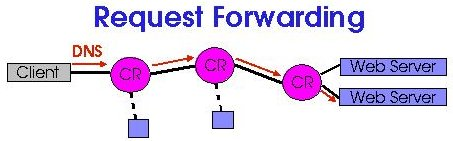 Request Forwarding
DNS
Client
CR
CR
CR
Web Server
Web Server